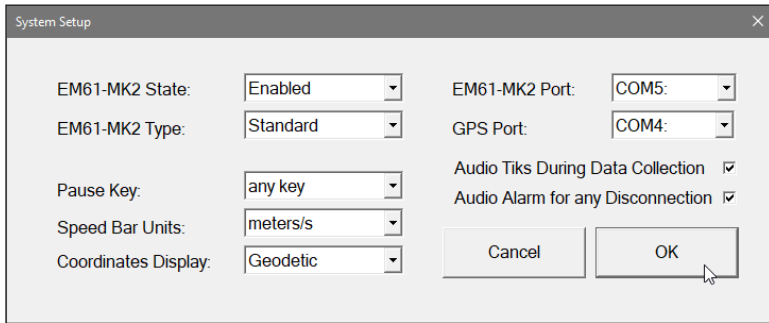 System Setup
EM61-MK2 State: Enabled
EM61-MK2 Type: Standard
Pause Key: any key
Speed Bar Units: meters/s
Coordinates Display: Geodetic
EM61-MK2 Port: COM5:
GPS Port: COM4:
Audio Tiks During Data Collection
Audio Alarm for any Disconnection
Cancel OK